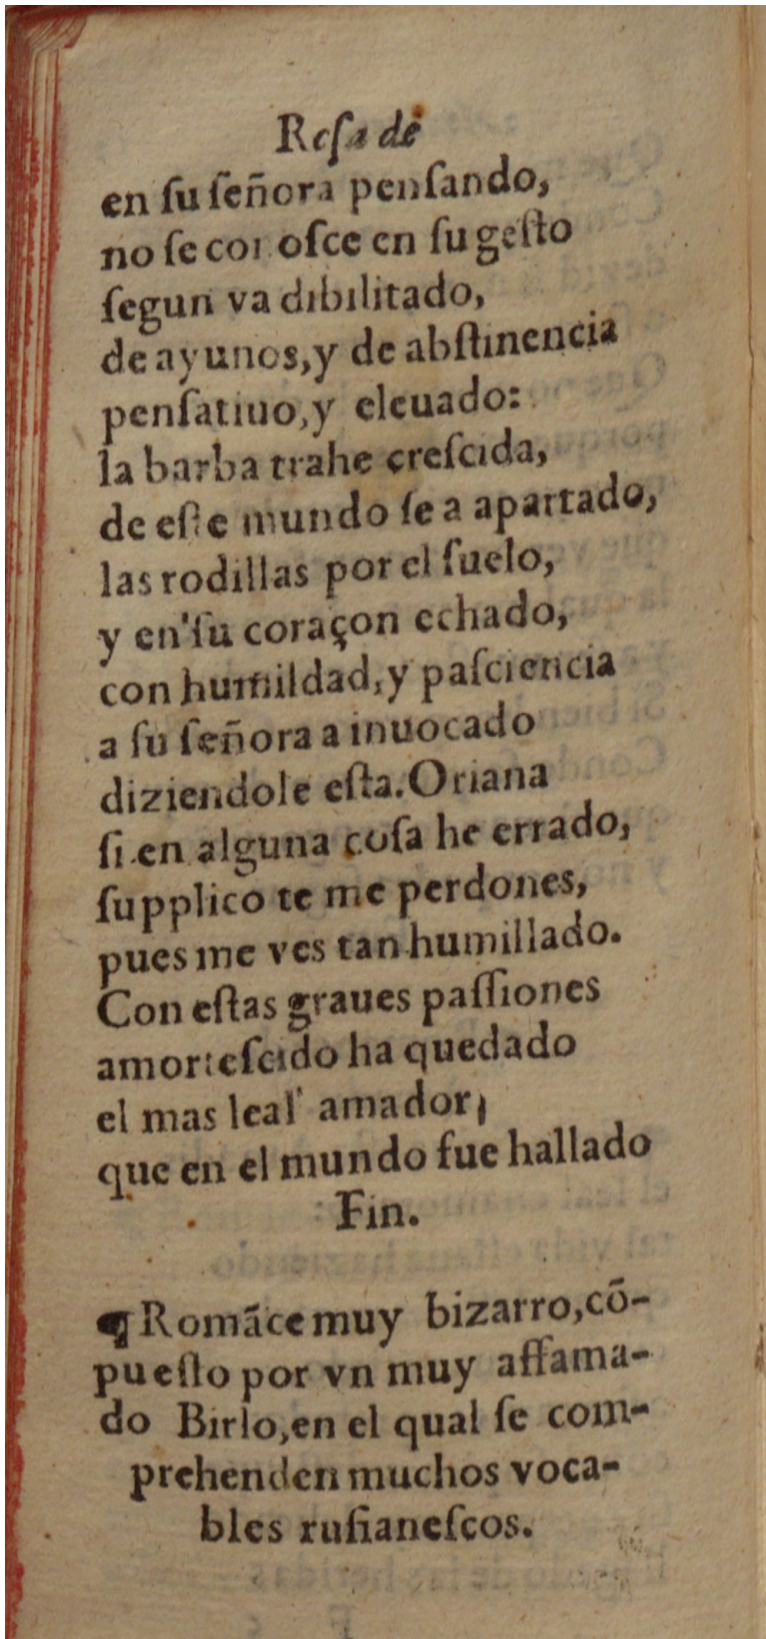 Rosa de
en ſu ſeñora penſando,
no ſe conoſce en ſu geſto
ſegun va dibilitado,
de ayunos,y de abſtinencia
penſatiuo,y eleuado:
la barba trahe creſcida,
de eſte mundo ſe a apartado,
las rodillas por el ſuelo,
y en ſu coraçon echado,
con humildad,y paſciencia
a ſu ſeñora a inuocado
diziendole eſta.Oriana
ſi en alguna coſa he errado,
ſupplico te me perdones,
pues me ves tan humillado.
Con eſtas graues paſſiones
amorteſcido ha quedado
el mas leal amador,
que en el mundo fue hallado
Fin.
¶ Romãce muy bizarro,cõ-
pueſto por vn muy affama-
do Birlo,en el qual ſe com-
prehenden muchos voca-
bles rufianeſcos.